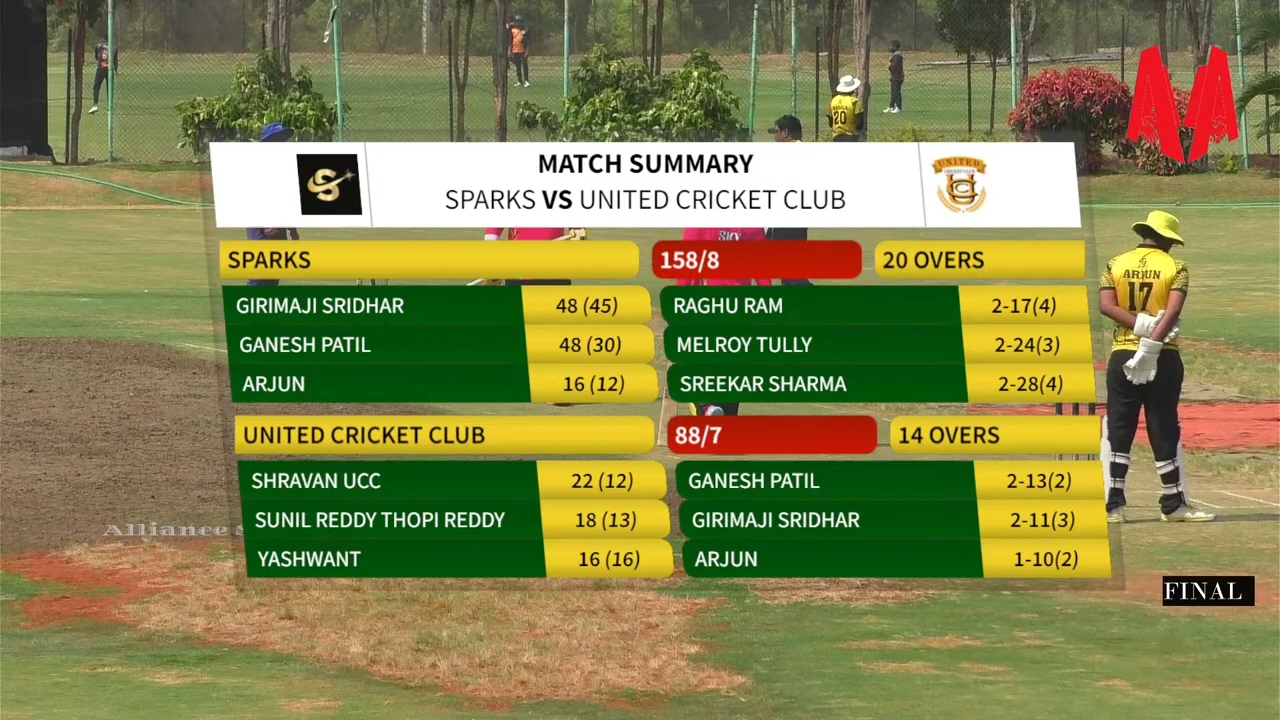 20
MATCH SUMMARY
SPARKS VS UNITED CRICKET CLUB
UNITED
SKY
SPARKS 158/8 20 OVERS
GIRIMAJI SRIDHAR 48 (45) RAGHU RAM 2-17(4)
GANESH PATIL 48 (30) MELROY TULLY 2-24(3)
ARJUN 16 (12) SREEKAR SHARMA 2-28(4)
ARJUN
17
UNITED CRICKET CLUB 88/7 14 OVERS
SHRAVAN UCC 22 (12) GANESH PATIL 2-13(2)
SUNIL REDDY THOPI REDDY 18 (13) GIRIMAJI SRIDHAR 2-11(3)
YASHWANT 16 (16) ARJUN 1-10(2)
Alliance
FINAL